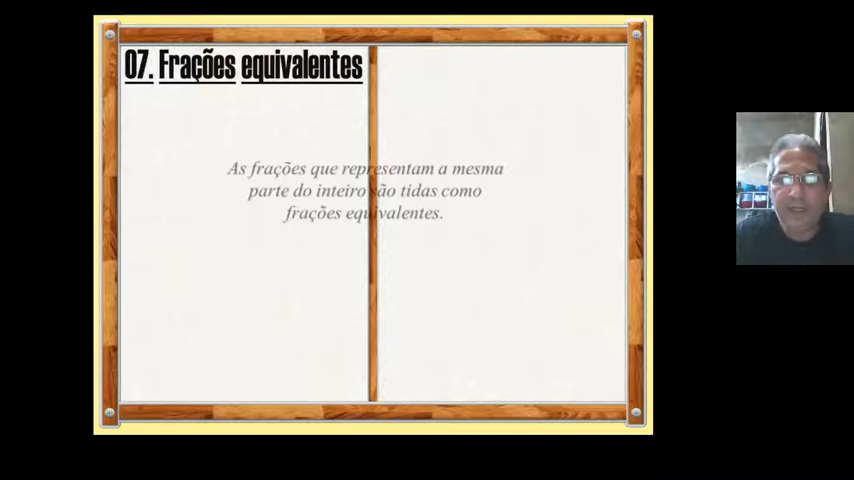 07. Frações equivalentes
As frações que representam a mesma
parte do inteiro são tidas como
frações equivalentes.